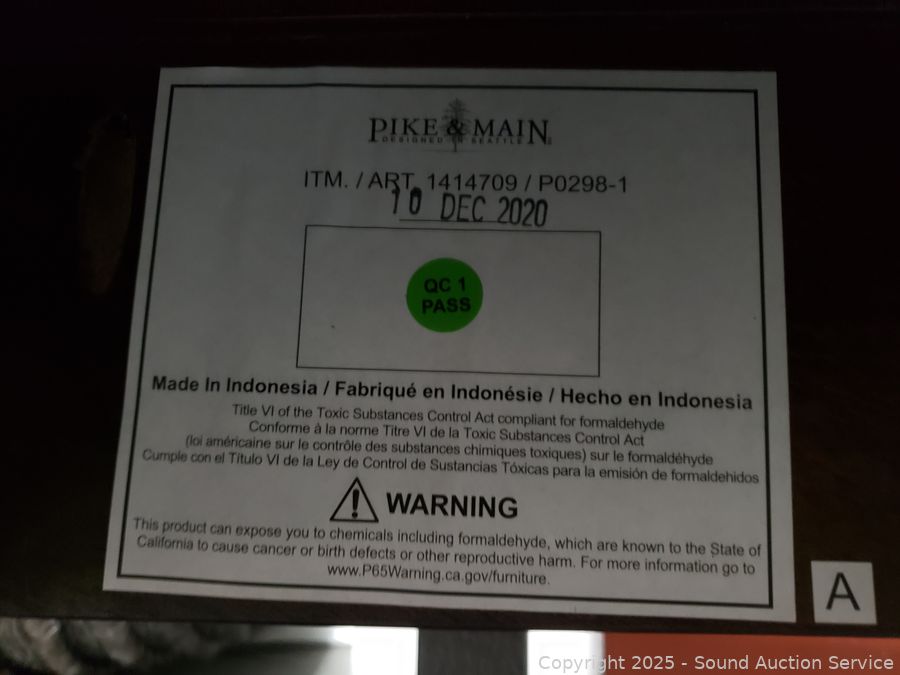 PIKE & MAIN
DESIGNED IN SEATTLE
ITM. / ART. 1414709 / P0298-1
10 DEC 2020
QC 1
PASS
Made In Indonesia / Fabriqué en Indonésie / Hecho en Indonesia
Title VI of the Toxic Substances Control Act compliant for formaldehyde
Conforme à la norme Titre VI de la Toxic Substances Control Act
(loi américaine sur le contrôle des substances chimiques toxiques) sur le formaldéhyde
Cumple con el Título VI de la Ley de Control de Sustancias Tóxicas para la emisión de formaldehidos
WARNING
This product can expose you to chemicals including formaldehyde, which are known to the State of
California to cause cancer or birth defects or other reproductive harm. For more information go to
www.P65Warning.ca.gov/furniture.
A
Copyright 2025 - Sound Auction Service